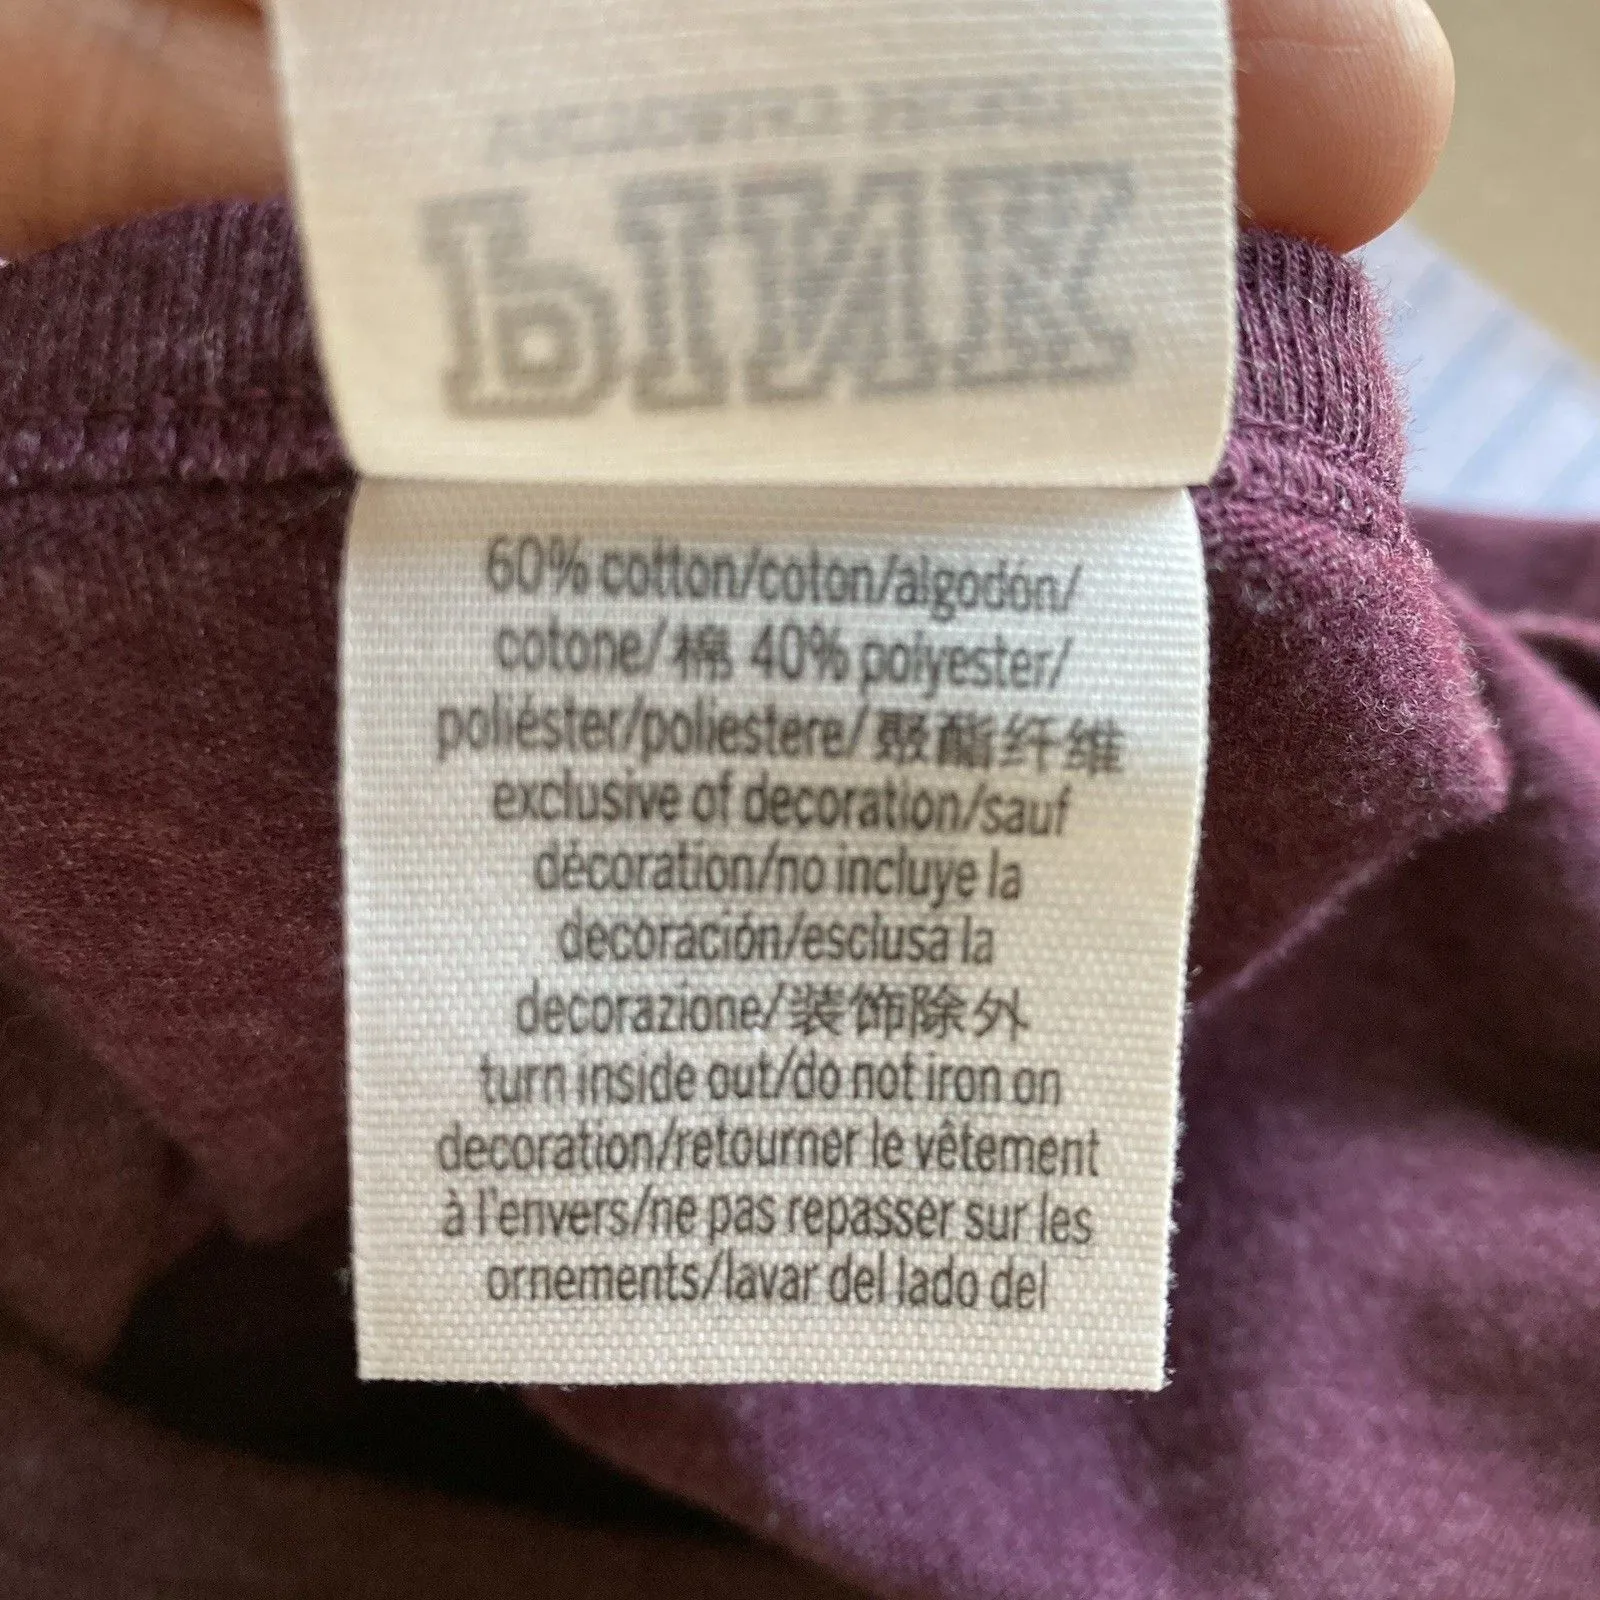 PINK
60% cotton/coton/algodón/
cotone/棉 40% polyester/
poliéster/poliestere/聚酯纤维
exclusive of decoration/sauf
décoration/no incluye la
decoración/esclusa la
decorazione/装饰除外
turn inside out/do not iron on
decoration/retourner le vêtement
à l'envers/ne pas repasser sur les
ornements/lavar del lado del